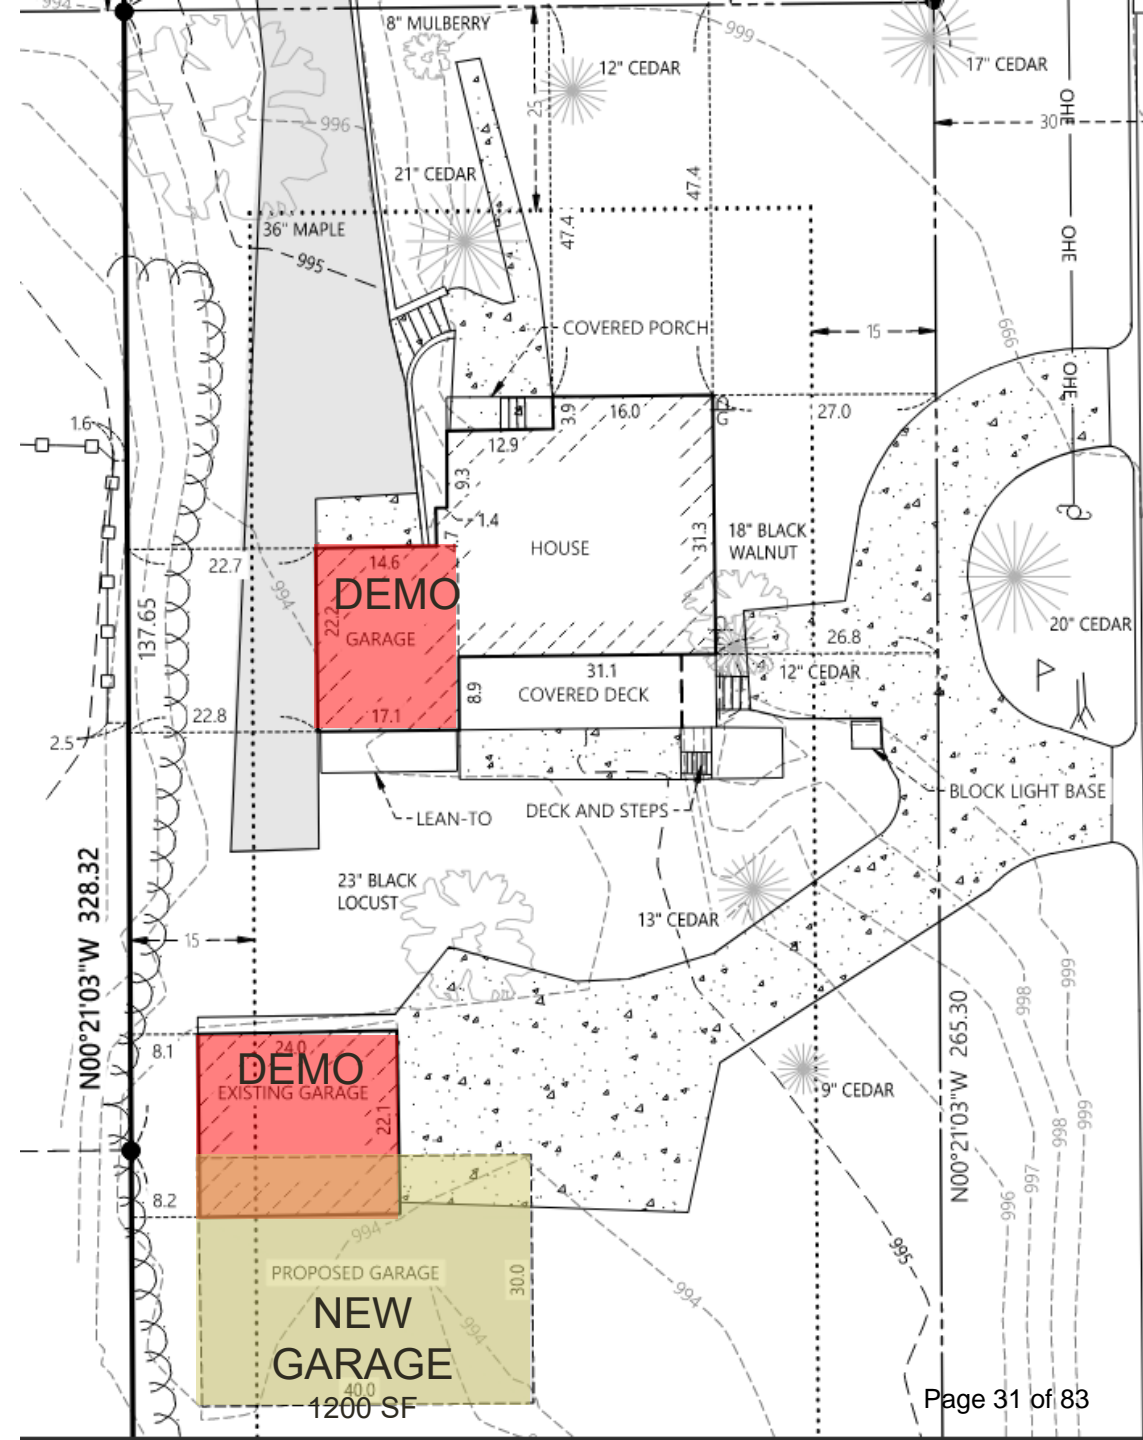 994
8" MULBERRY
999
12" CEDAR
17" CEDAR
OHE
25
30
996
21" CEDAR
47.4
47.4
36" MAPLE
OHE
995
COVERED PORCH
15
999
OHE
1.6
16.0
3.9
27.0
12.9
9.3
1.4
.7
HOUSE
31.3
18" BLACK
WALNUT
22.7
14.6
DEMO
994
22.2
GARAGE
137.65
20" CEDAR
26.8
31.1
12" CEDAR
8.9
COVERED DECK
22.8
17.1
2.5
BLOCK LIGHT BASE
LEAN-TO
DECK AND STEPS
23" BLACK
LOCUST
13" CEDAR
N00°21'03"W 328.32
15
999
998
N00°21'03"W 265.30
24.0
8.1
DEMO
EXISTING GARAGE
22.1
9" CEDAR
999
998
997
996
8.2
994
995
PROPOSED GARAGE
30.0
994
994
NEW
GARAGE
40.0
1200 SF
Page 31 of 83